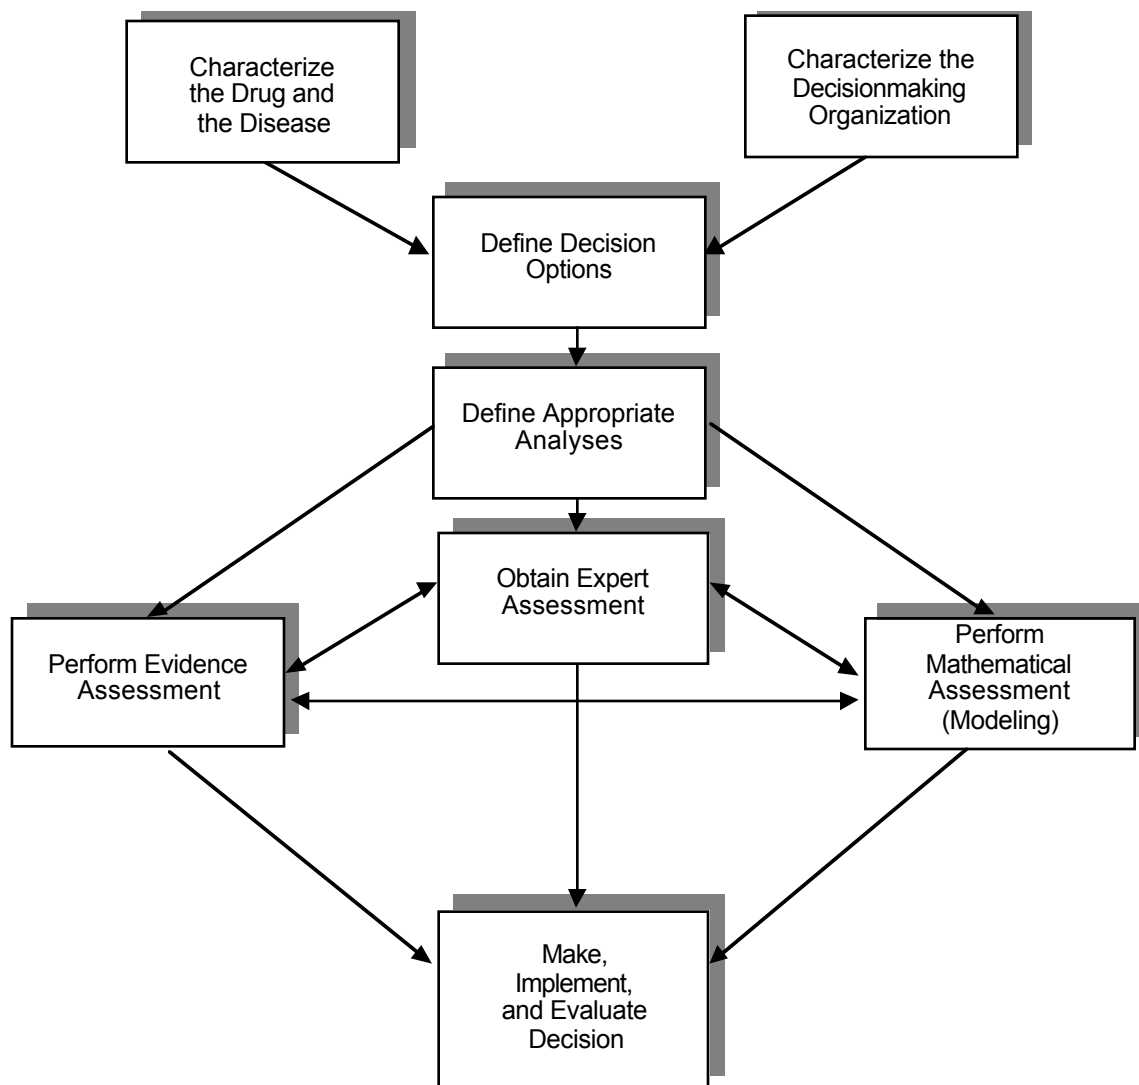 Characterize
the Drug and
the Disease
Characterize the
Decisionmaking
Organization
Define Decision
Options
Define Appropriate
Analyses
Obtain Expert
Assessment
Perform Evidence
Assessment
Perform
Mathematical
Assessment
(Modeling)
Make,
Implement,
and Evaluate
Decision